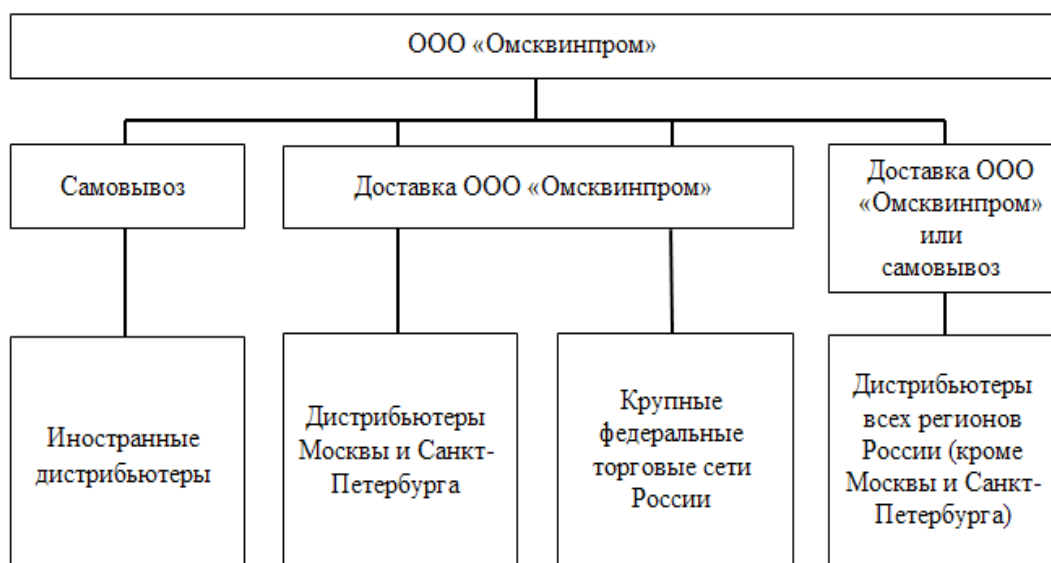 ООО «Омсквинпром»
Самовывоз
Доставка ООО «Омсквинпром»
Доставка ООО
«Омсквинпром»
или
самовывоз
Иностранные
дистрибьютеры
Дистрибьютеры
Москвы и Санкт-
Петербурга
Крупные
федеральные
торговые сети
России
Дистрибьютеры
всех регионов
России (кроме
Москвы и Санкт-
Петербурга)